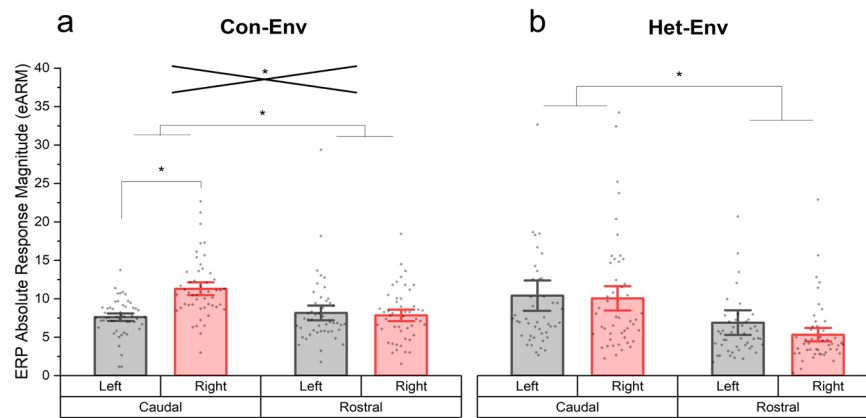 a
Con-Env
b
Het-Env
ERP Absolute Response Magnitude (eARM)
40
35
30
25
20
15
10
5
0
*
*
*
*
Left
Right
Left
Right
Left
Right
Left
Right
Caudal
Rostral
Caudal
Rostral